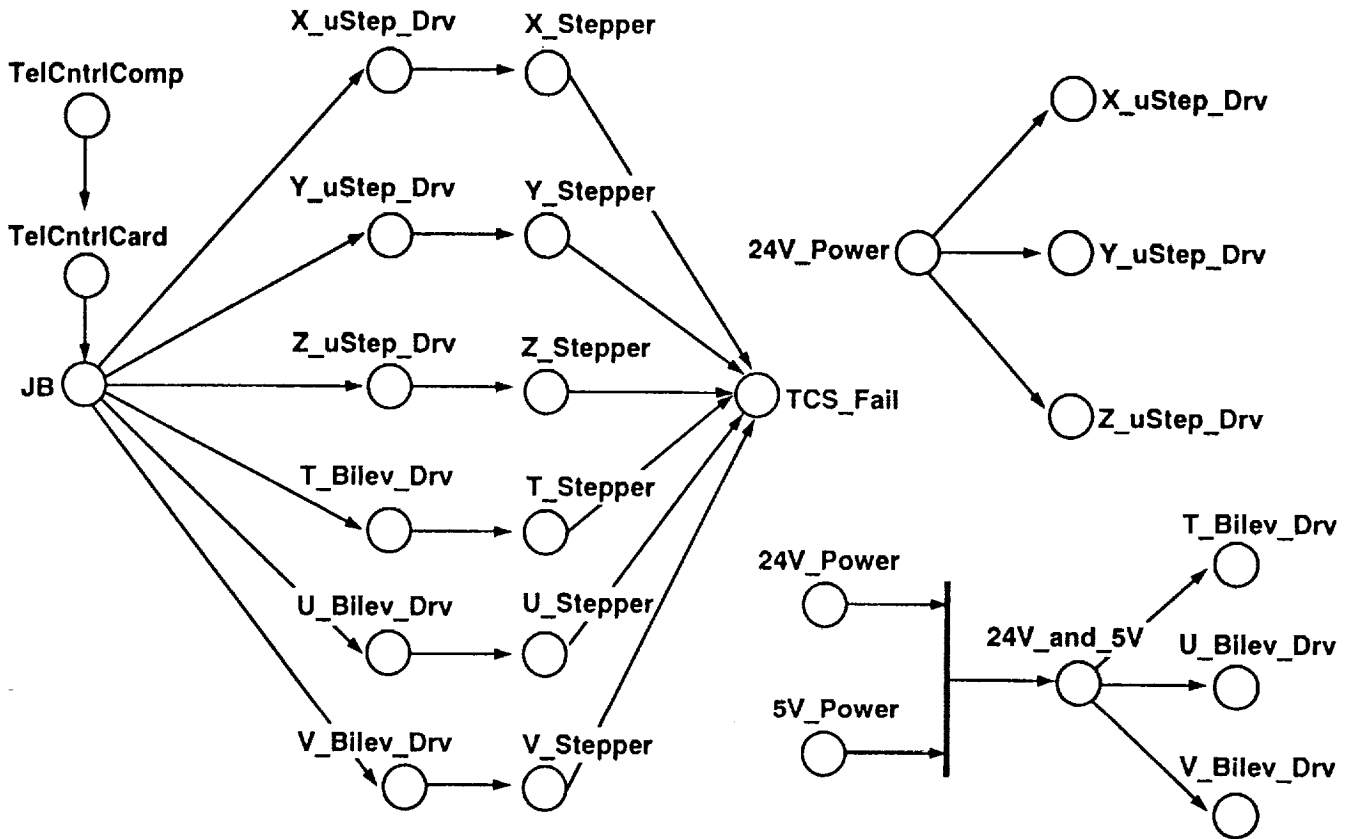 X_uStep_Drv
X_Stepper
TelCntrlComp
Y_uStep_Drv
Y_Stepper
TelCntrlCard
Z_uStep_Drv
Z_Stepper
JB
TCS_Fail
T_Bilev_Drv
T_Stepper
U_Bilev_Drv
U_Stepper
V_Bilev_Drv
V_Stepper
X_uStep_Drv
24V_Power
Y_uStep_Drv
Z_uStep_Drv
24V_Power
5V_Power
24V_and_5V
T_Bilev_Drv
U_Bilev_Drv
V_Bilev_Drv